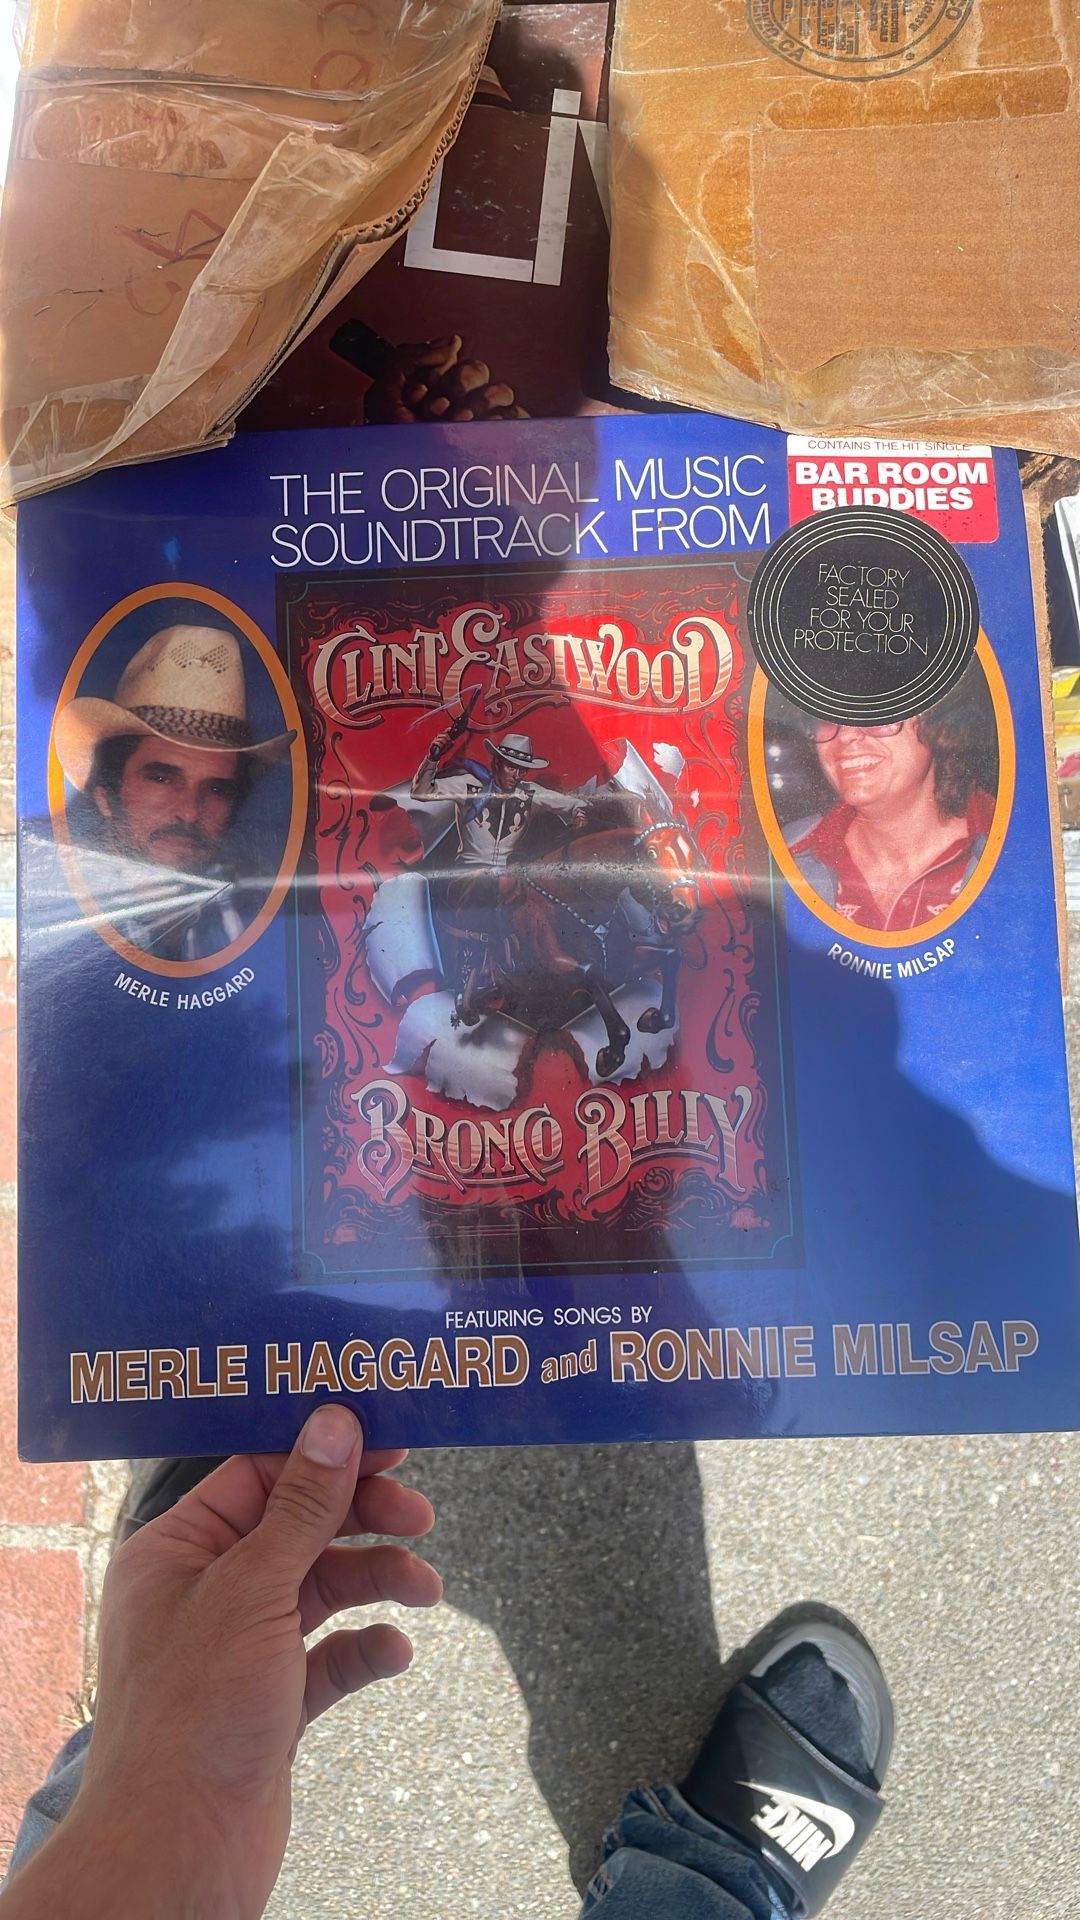 Li
CONTAINS THE HIT SINGLE
BAR ROOM
BUDDIES
THE ORIGINAL MUSIC
SOUNDTRACK FROM
FACTORY
SEALED
FOR YOUR
PROTECTION
CLINT EASTWOOD
MERLE HAGGARD
RONNIE MILSAP
BRONCO BILLY
FEATURING SONGS BY
MERLE HAGGARD and RONNIE MILSAP
NIKE